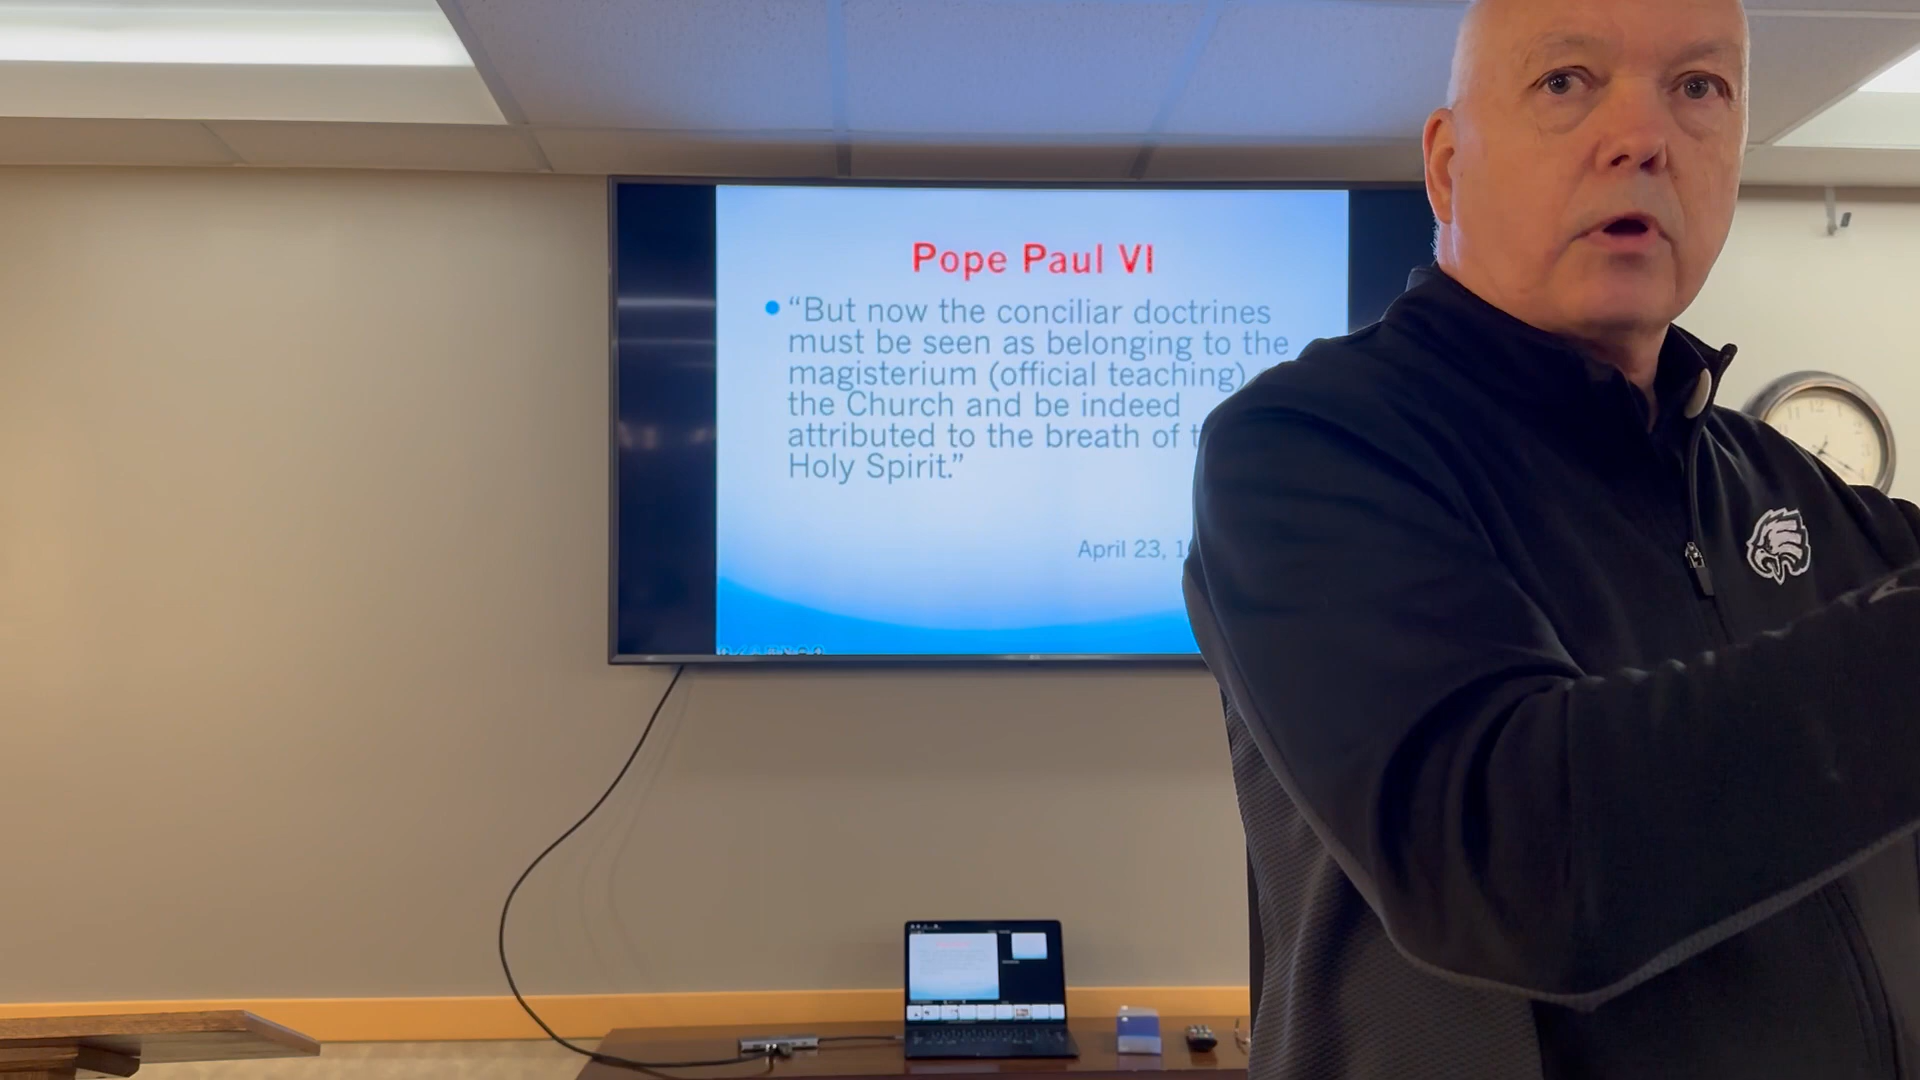 Pope Paul VI
• “But now the conciliar doctrines
must be seen as belonging to the
magisterium (official teaching)
the Church and be indeed
attributed to the breath of
Holy Spirit.”
April 23,